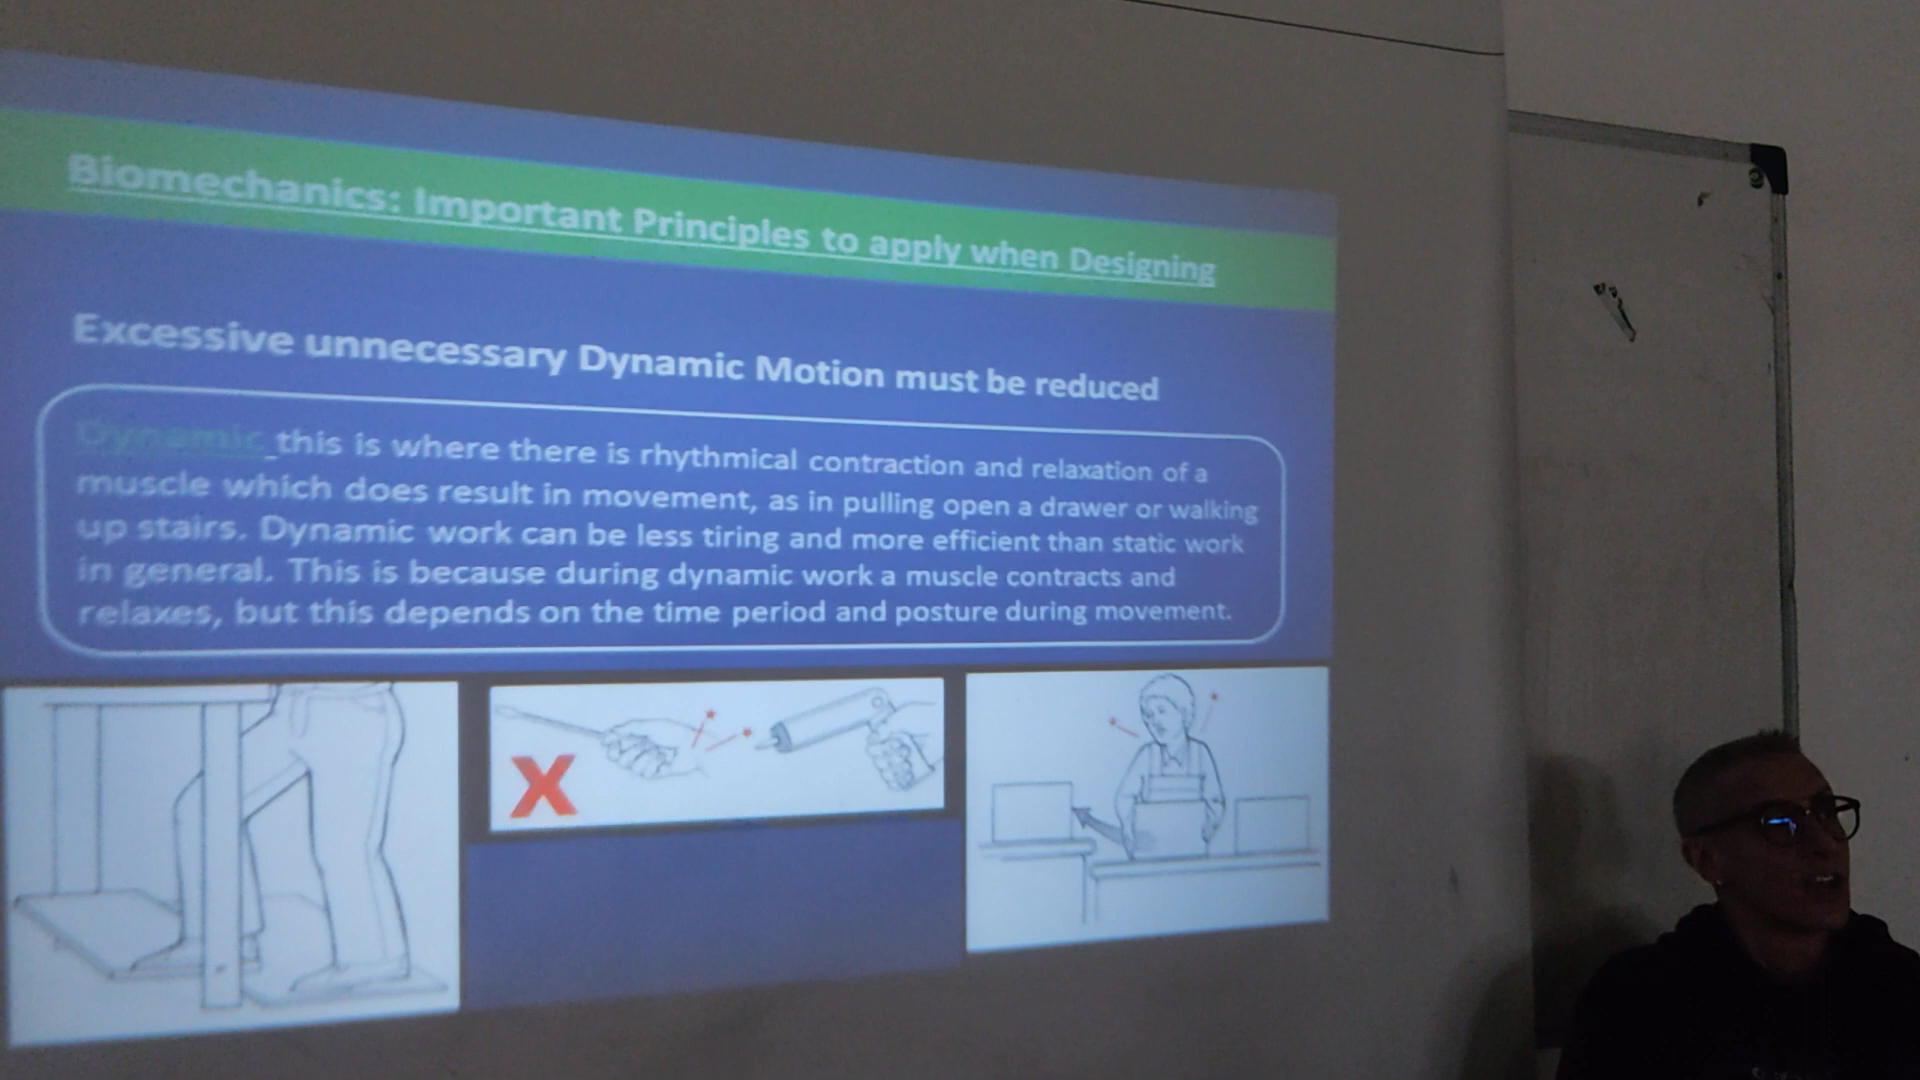 Biomechanics: Important Principles to apply when Designing
Excessive unnecessary Dynamic Motion must be reduced
Dynamic this is where there is rhythmical contraction and relaxation of a
muscle which does result in movement, as in pulling open a drawer or walking
up stairs. Dynamic work can be less tiring and more efficient than static work
in general. This is because during dynamic work a muscle contracts and
relaxes, but this depends on the time period and posture during movement.
X